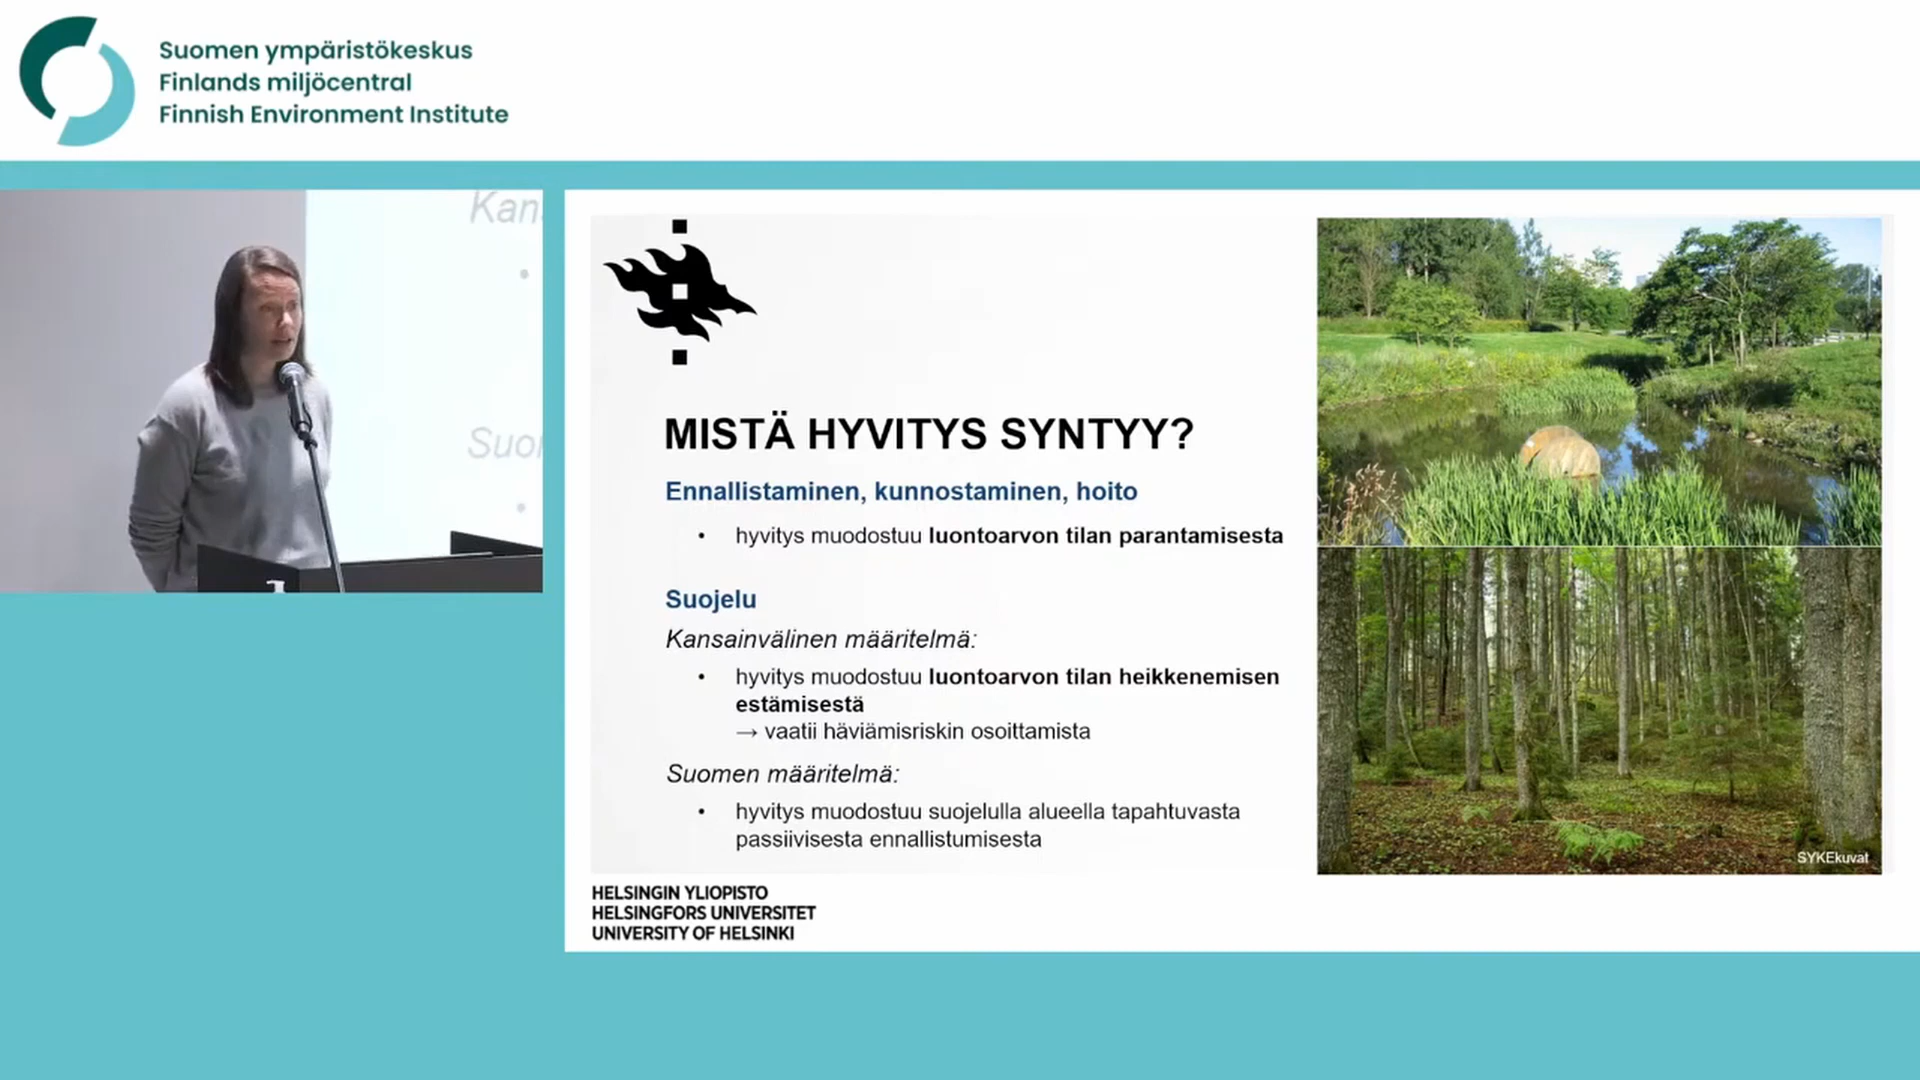 Suomen ympäristökeskus
Finlands miljöcentral
Finnish Environment Institute
Kan
Suo
MISTÄ HYVITYS SYNTYY?
Ennallistaminen, kunnostaminen, hoito
• hyvitys muodostuu luontoarvon tilan parantamisesta
Suojelu
Kansainvälinen määritelmä:
• hyvitys muodostuu luontoarvon tilan heikkenemisen
estämisestä
→ vaatii häviämisriskin osoittamista
Suomen määritelmä:
• hyvitys muodostuu suojelulla alueella tapahtuvasta
passiivisesta ennallistumisesta
SYKEkuvat
HELSINGIN YLIOPISTO
HELSINGFORS UNIVERSITET
UNIVERSITY OF HELSINKI